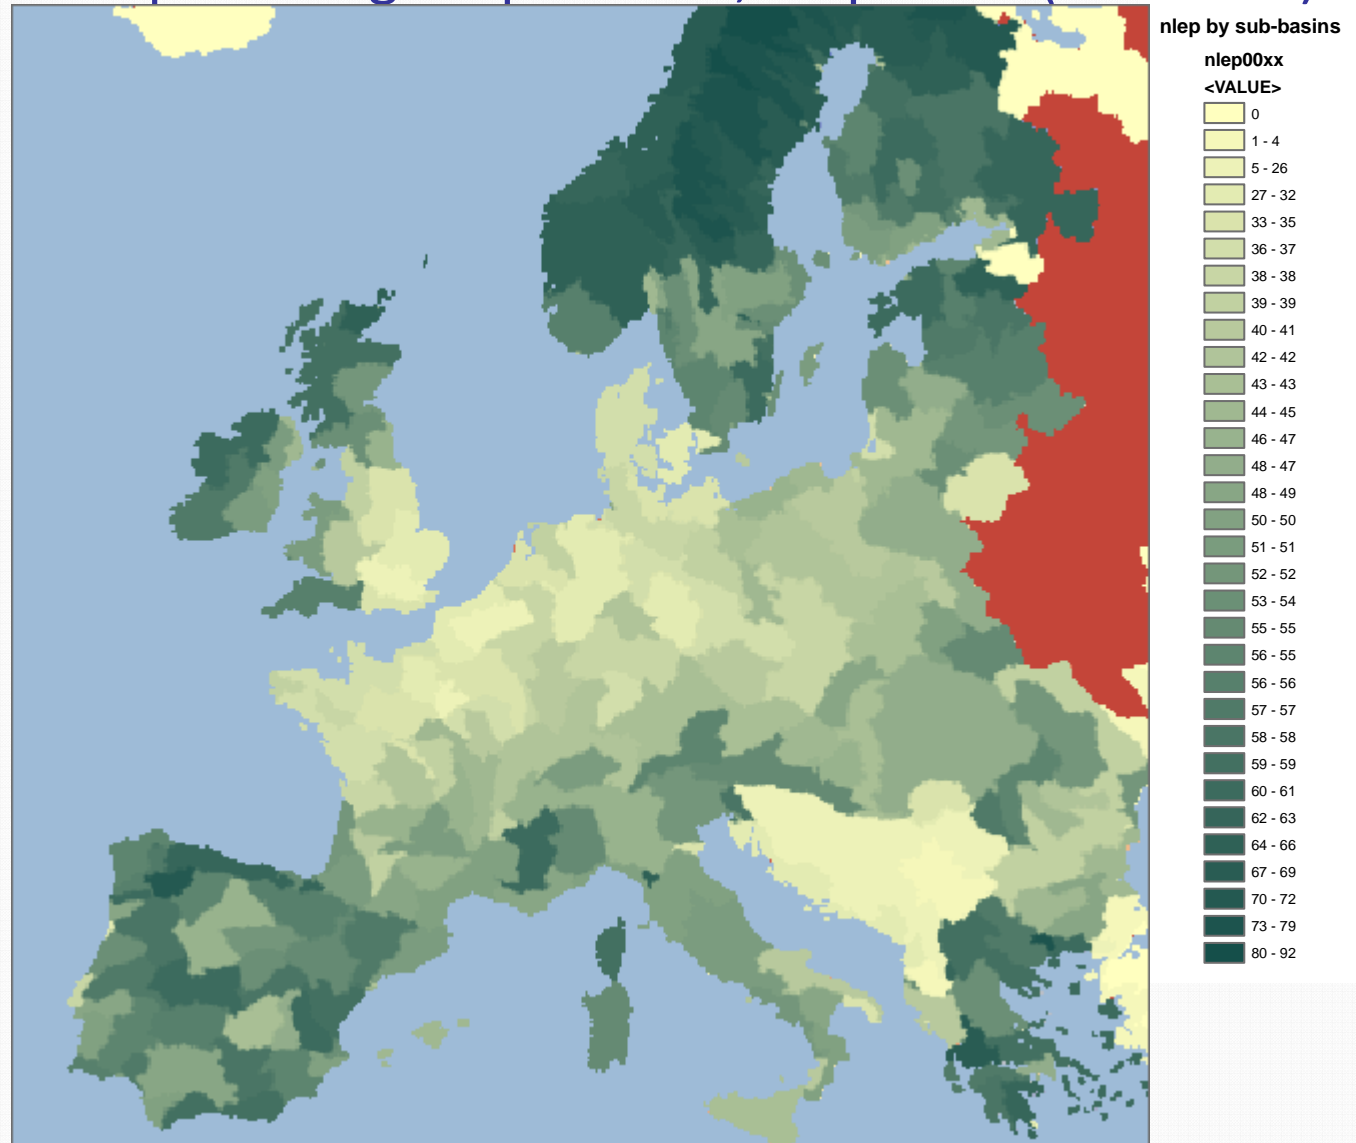 nlep by sub-basins
nlep00xx
<VALUE>
0
1 - 4
5 - 26
27 - 32
33 - 35
36 - 37
38 - 38
39 - 39
40 - 41
42 - 42
43 - 43
44 - 45
46 - 47
48 - 47
48 - 49
50 - 50
51 - 51
52 - 52
53 - 54
55 - 55
56 - 55
56 - 56
57 - 57
58 - 58
59 - 59
60 - 61
62 - 63
64 - 66
67 - 69
70 - 72
73 - 79
80 - 92